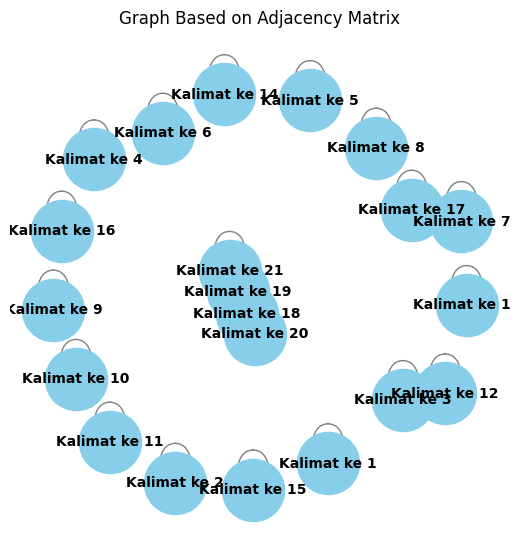 Graph Based on Adjacency Matrix
Kalimat ke 14
Kalimat ke 5
Kalimat ke 6
Kalimat ke 8
Kalimat ke 4
Kalimat ke 17
Kalimat ke 7
Kalimat ke 16
Kalimat ke 21
Kalimat ke 19
Kalimat ke 1
Kalimat ke 9
Kalimat ke 18
Kalimat ke 20
Kalimat ke 10
Kalimat ke 12
Kalimat ke 3
Kalimat ke 11
Kalimat ke 1
Kalimat ke 2
Kalimat ke 15